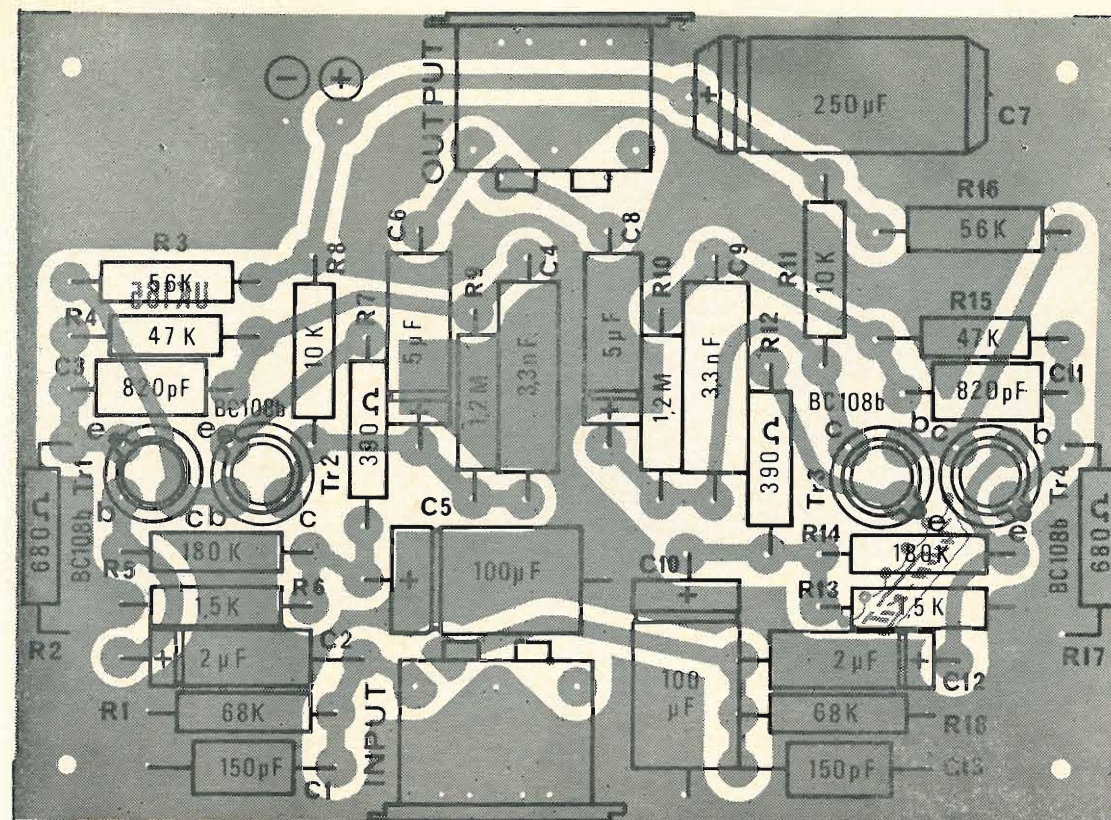 OUTPUT
− +
+ 250µF
C7
R3
56K
UK165
R4
47K
C3
820pF
R8
10K
R7
390 Ω
C6
5µF
+
R9
1,2M
C4
3,3nF
C8
5µF
+
R10
1,2M
C9
3,3nF
R12
390 Ω
R11
10K
R16
56K
R15
47K
C11
820pF
BC108b
e
b
c
Tr1
BC108b
e
b
c
Tr2
BC108b
c
b
e
Tr3
c
b
e
Tr4
BC108b
680Ω
R2
R5
180K
1,5K
R6
+ 2µF
C2
R1
68K
150pF
C1
C5
+ 100µF
C10
+
100
µF
INPUT
R14
180K
R13
1,5K
2µF +
C12
68K
R18
150pF
C13
680Ω
R17